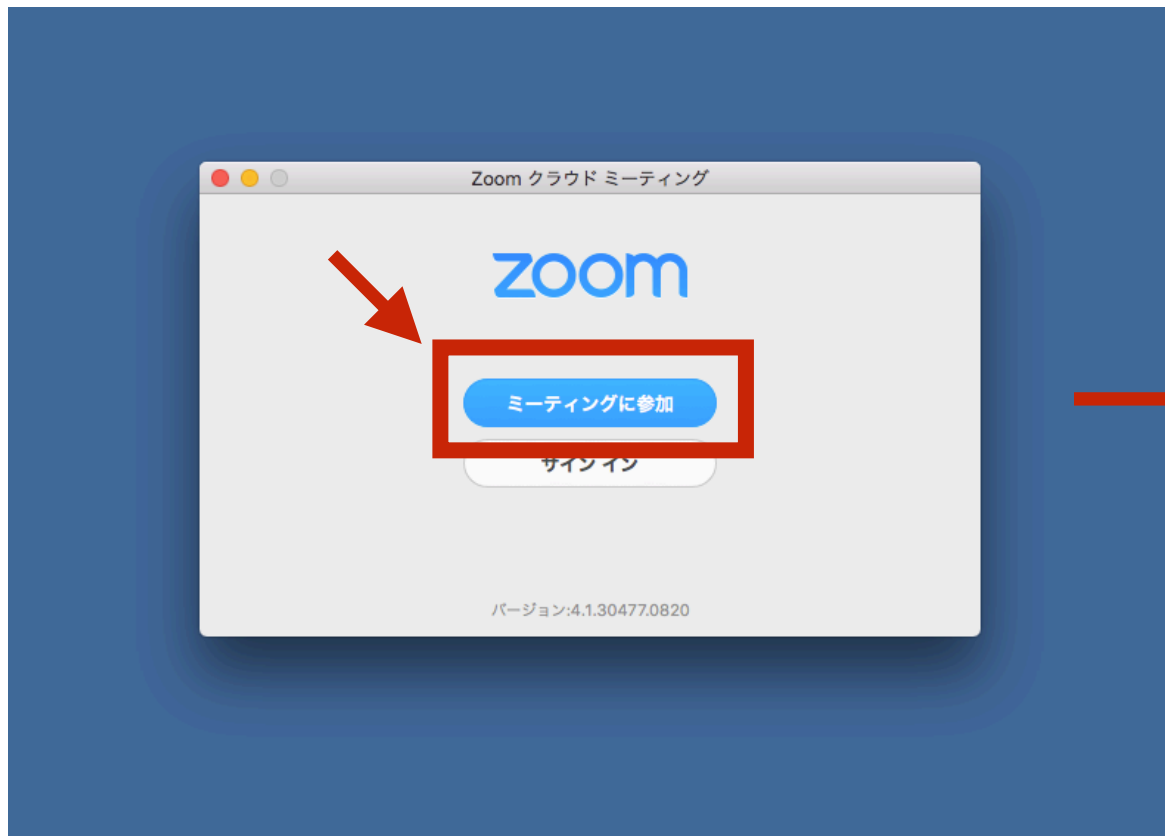 Zoom クラウド ミーティング
zoom
ミーティングに参加
サイン イン
バージョン:4.1.30477.0820